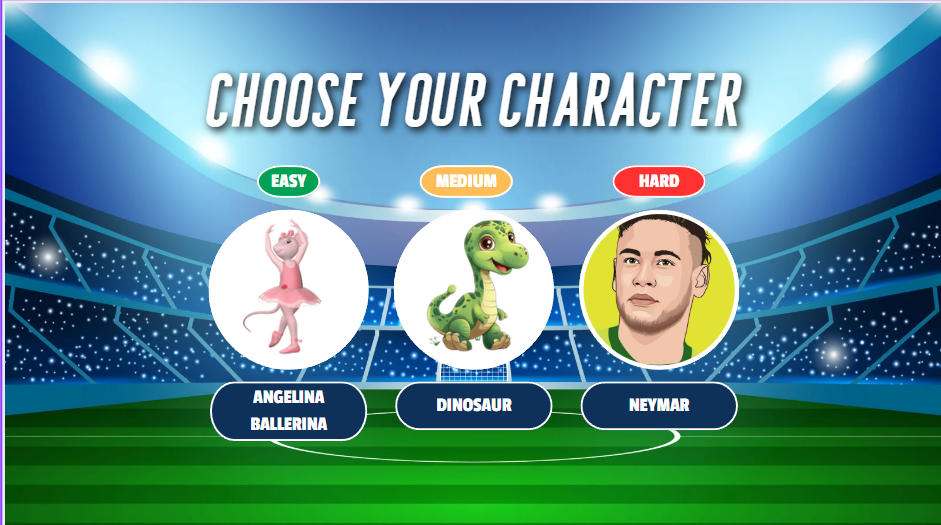 CHOOSE YOUR CHARACTER
EASY
MEDIUM
HARD
ANGELINA
BALLERINA
DINOSAUR
NEYMAR